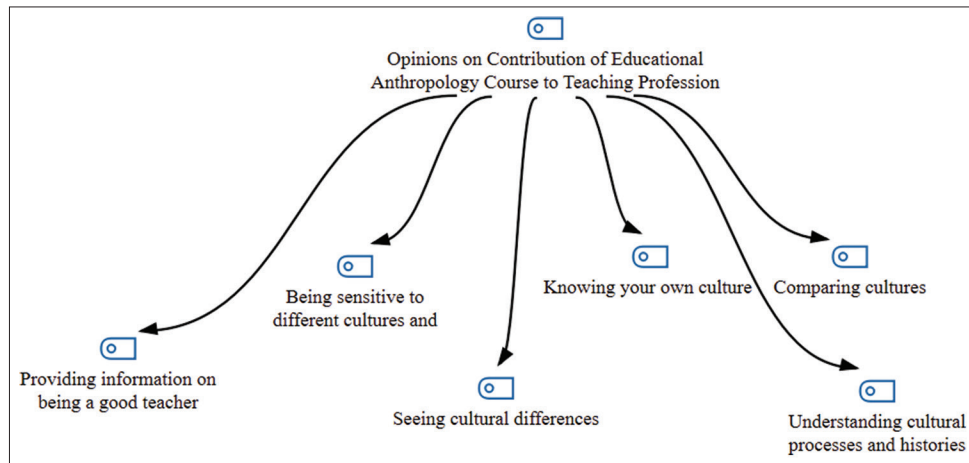 Opinions on Contribution of Educational
Anthropology Course to Teaching Profession
Being sensitive to
different cultures and
Knowing your own culture
Comparing cultures
Providing information on
being a good teacher
Seeing cultural differences
Understanding cultural
processes and histories